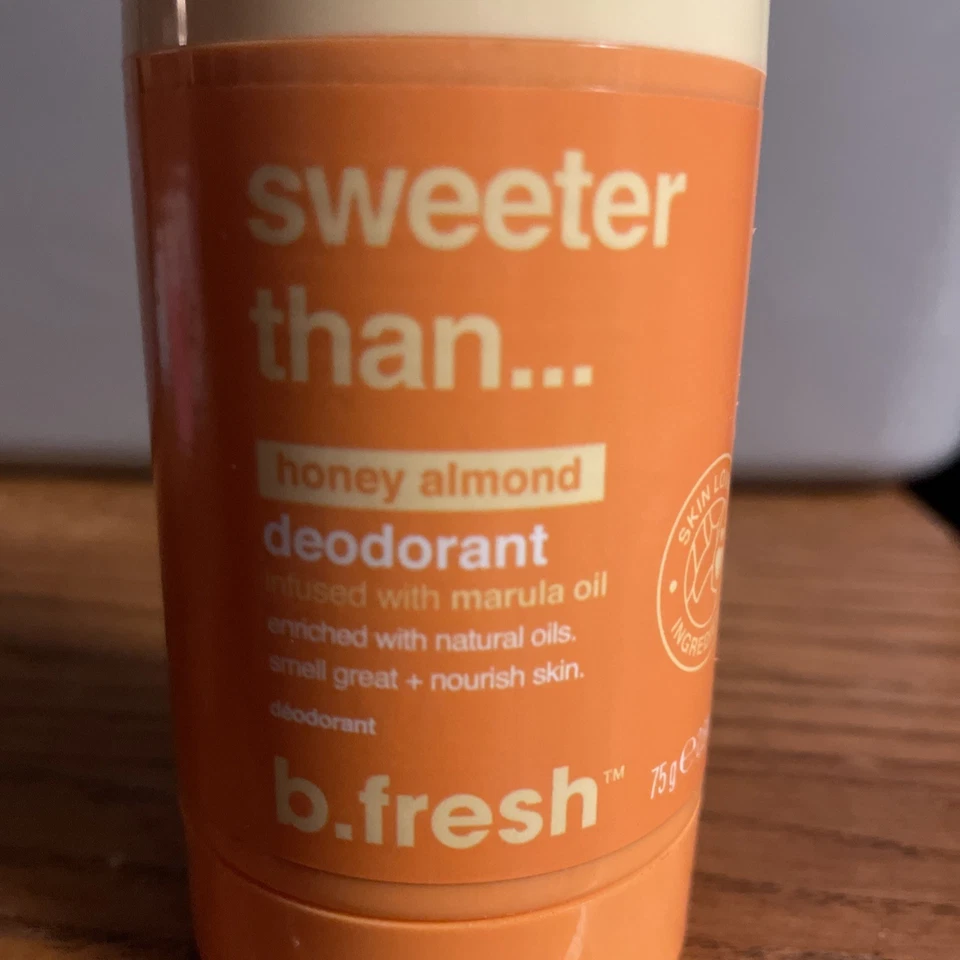 sweeter
than...
honey almond
deodorant
infused with marula oil
enriched with natural oils.
smell great + nourish skin.
déodorant
b.fresh™
75g ℮
SKIN